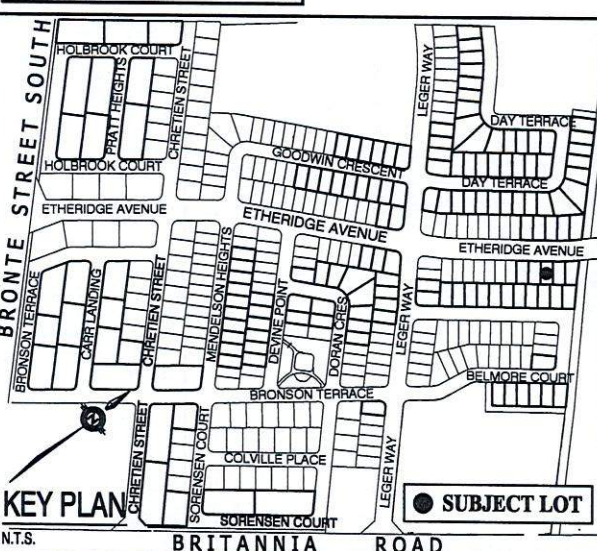 BRONTE STREET SOUTH
HOLBROOK COURT
PRATT HEIGHTS
CHRETIEN STREET
HOLBROOK COURT
ETHERIDGE AVENUE
GOODWIN CRESCENT
ETHERIDGE AVENUE
LEGER WAY
DAY TERRACE
DAY TERRACE
ETHERIDGE AVENUE
BRONSON TERRACE
CARR LANDING
CHRETIEN STREET
MENDELSON HEIGHTS
DEVINE POINT
DORAN CRES
LEGER WAY
BELMORE COURT
BRONSON TERRACE
CHRETIEN STREET
SORENSEN COURT
COLVILLE PLACE
LEGER WAY
SORENSEN COURT
KEY PLAN
N.T.S.
SUBJECT LOT
BRITANNIA ROAD